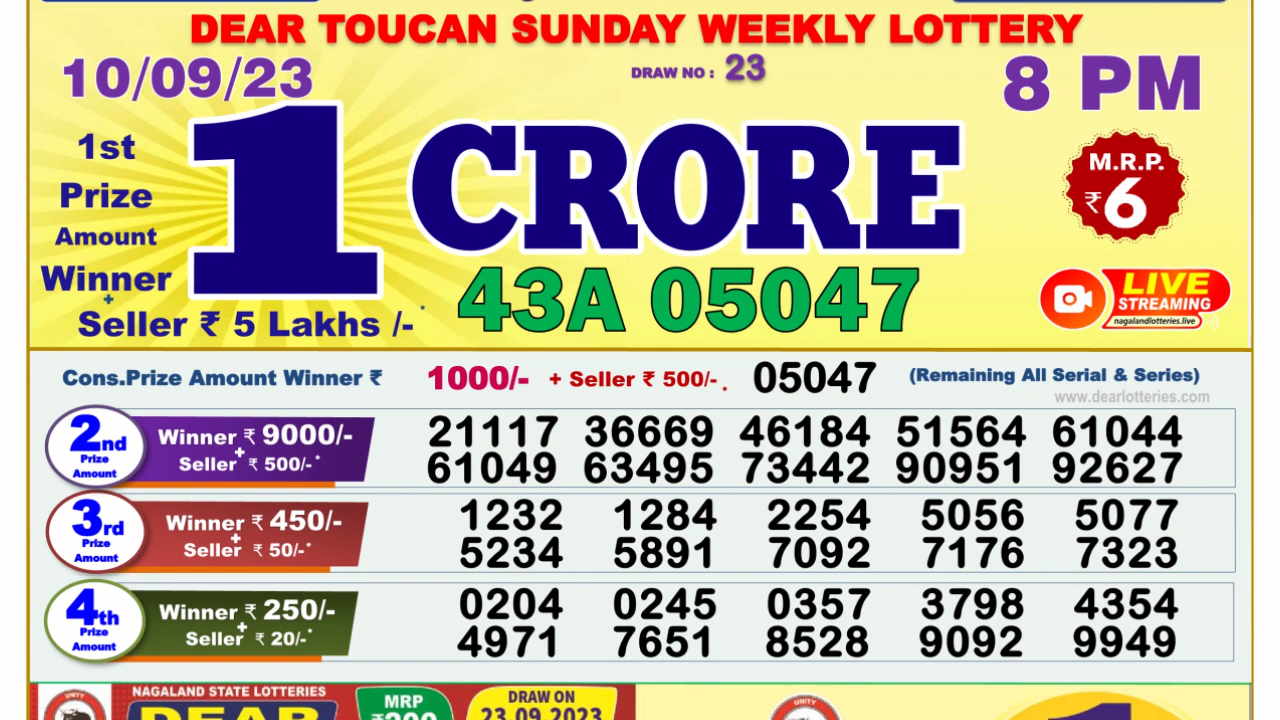 DEAR TOUCAN SUNDAY WEEKLY LOTTERY
10/09/23 DRAW NO : 23 8 PM
1st
Prize
Amount
Winner
+
Seller ₹ 5 Lakhs /-*
1 CRORE
43A 05047
M.R.P.
₹6
LIVE
STREAMING
nagalandlotteries.live
Cons.Prize Amount Winner ₹ 1000/- + Seller ₹ 500/- . 05047 (Remaining All Serial & Series)
www.dearlotteries.com
2nd Prize Amount
Winner ₹ 9000/-
+
Seller ₹ 500/-*
21117 36669 46184 51564 61044
61049 63495 73442 90951 92627
3rd Prize Amount
Winner ₹ 450/-
+
Seller ₹ 50/-*
1232 1284 2254 5056 5077
5234 5891 7092 7176 7323
4th Prize Amount
Winner ₹ 250/-
+
Seller ₹ 20/-*
0204 0245 0357 3798 4354
4971 7651 8528 9092 9949
UNITY
NAGALAND STATE LOTTERIES
DEAR
MRP
DRAW ON
23.09.2023
UNITY
1